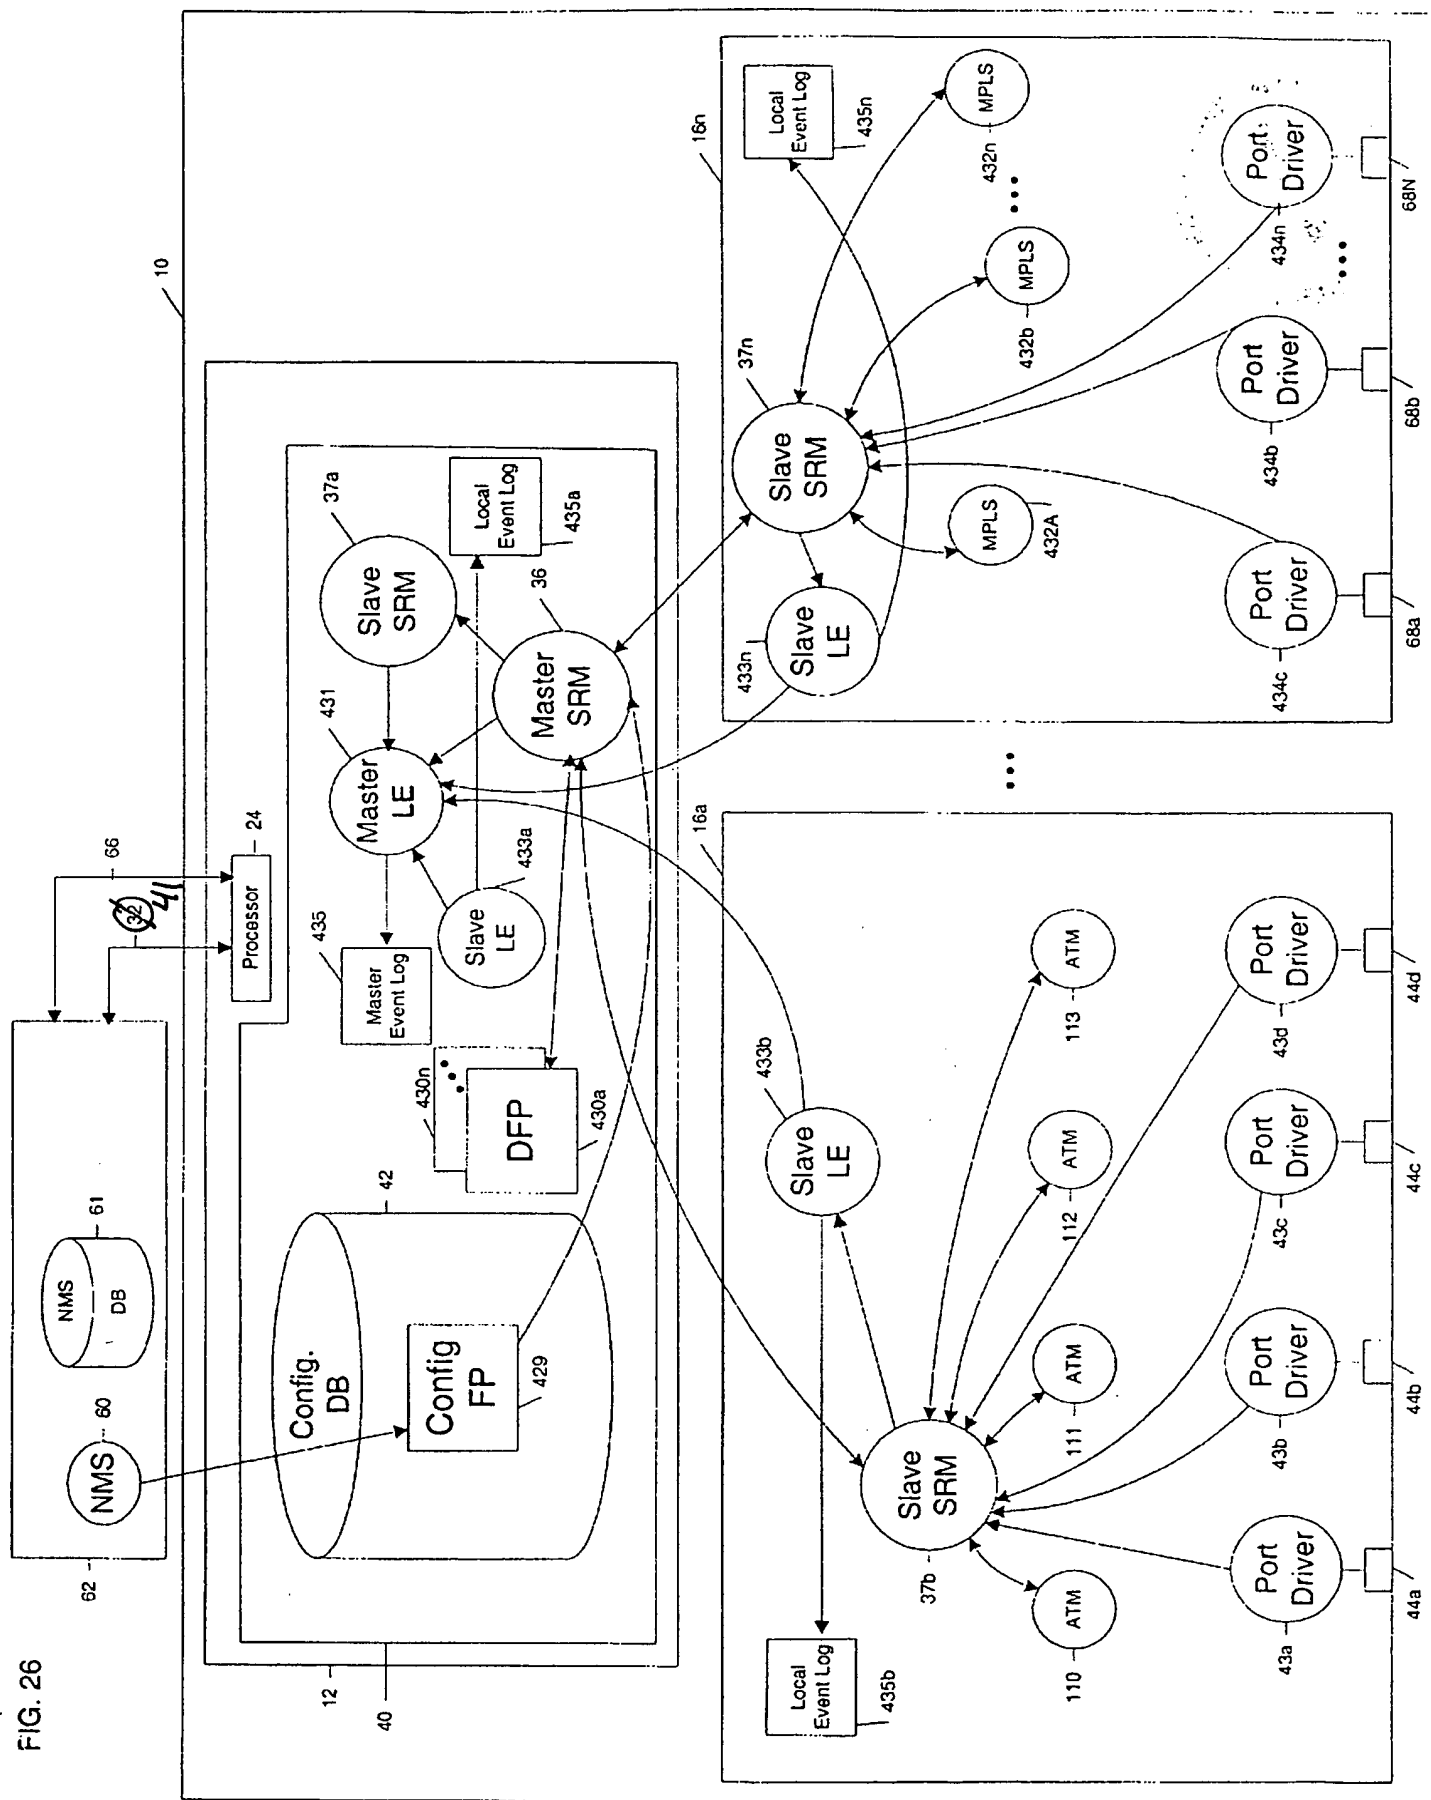 FIG. 26
62
NMS
60
NMS
DB
61
66
32
41
10
12
40
Processor
24
Config.
DB
42
Config
FP
429
430n
DFP
430a
Master
Event Log
435
Master
LE
431
Slave
LE
433a
Slave
SRM
37a
Master
SRM
36
Local
Event Log
435a
16a
Local
Event Log
435b
Slave
LE
433b
Slave
SRM
37b
ATM
110
ATM
111
ATM
112
ATM
113
Port
Driver
43a
Port
Driver
43b
Port
Driver
43c
Port
Driver
43d
44a
44b
44c
44d
16n
Slave
LE
433n
Slave
SRM
37n
Local
Event Log
435n
MPLS
432A
MPLS
432b
MPLS
432n
Port
Driver
434c
Port
Driver
434b
Port
Driver
434n
68a
68b
68N